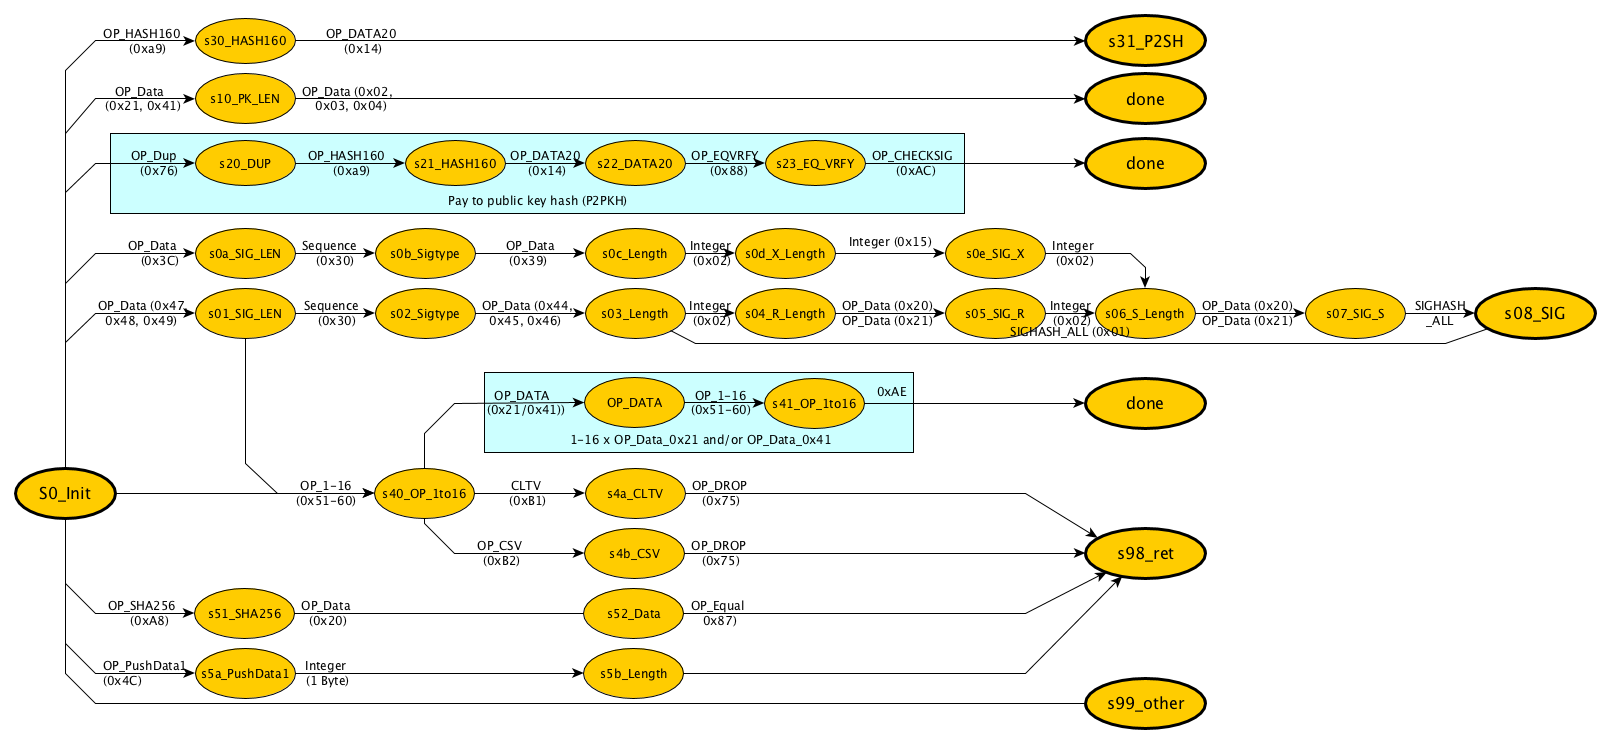 OP_HASH160
(0xa9)
s30_HASH160
OP_DATA20
(0x14)
s31_P2SH
OP_Data
(0x21, 0x41)
s10_PK_LEN
OP_Data (0x02,
0x03, 0x04)
done
OP_Dup
(0x76)
s20_DUP
OP_HASH160
(0xa9)
s21_HASH160
OP_DATA20
(0x14)
s22_DATA20
OP_EQVRFY
(0x88)
s23_EQ_VRFY
OP_CHECKSIG
(0xAC)
done
Pay to public key hash (P2PKH)
OP_Data
(0x3C)
s0a_SIG_LEN
Sequence
(0x30)
s0b_Sigtype
OP_Data
(0x39)
s0c_Length
Integer
(0x02)
s0d_X_Length
Integer (0x15)
s0e_SIG_X
Integer
(0x02)
OP_Data (0x47,
0x48, 0x49)
s01_SIG_LEN
Sequence
(0x30)
s02_Sigtype
OP_Data (0x44,
0x45, 0x46)
s03_Length
Integer
(0x02)
s04_R_Length
OP_Data (0x20)
OP_Data (0x21)
s05_SIG_R
Integer
(0x02)
s06_S_Length
OP_Data (0x20)
OP_Data (0x21)
s07_SIG_S
SIGHASH
_ALL
s08_SIG
SIGHASH_ALL (0x01)
OP_DATA
(0x21/0x41))
OP_DATA
OP_1-16
(0x51-60)
s41_OP_1to16
0xAE
done
1-16 x OP_Data_0x21 and/or OP_Data_0x41
S0_Init
OP_1-16
(0x51-60)
s40_OP_1to16
CLTV
(0xB1)
s4a_CLTV
OP_DROP
(0x75)
OP_CSV
(0xB2)
s4b_CSV
OP_DROP
(0x75)
s98_ret
OP_SHA256
(0xA8)
s51_SHA256
OP_Data
(0x20)
s52_Data
OP_Equal
0x87)
OP_PushData1
(0x4C)
s5a_PushData1
Integer
(1 Byte)
s5b_Length
s99_other